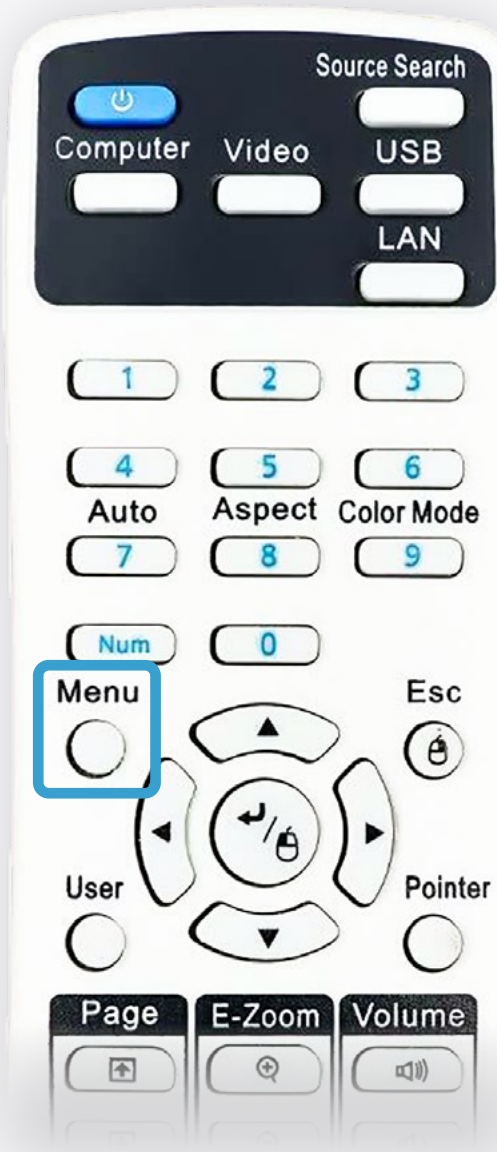 Source Search
Computer Video USB
LAN
1 2 3
4 5 6
Auto Aspect Color Mode
7 8 9
Num 0
Menu Esc
User Pointer
Page E-Zoom Volume